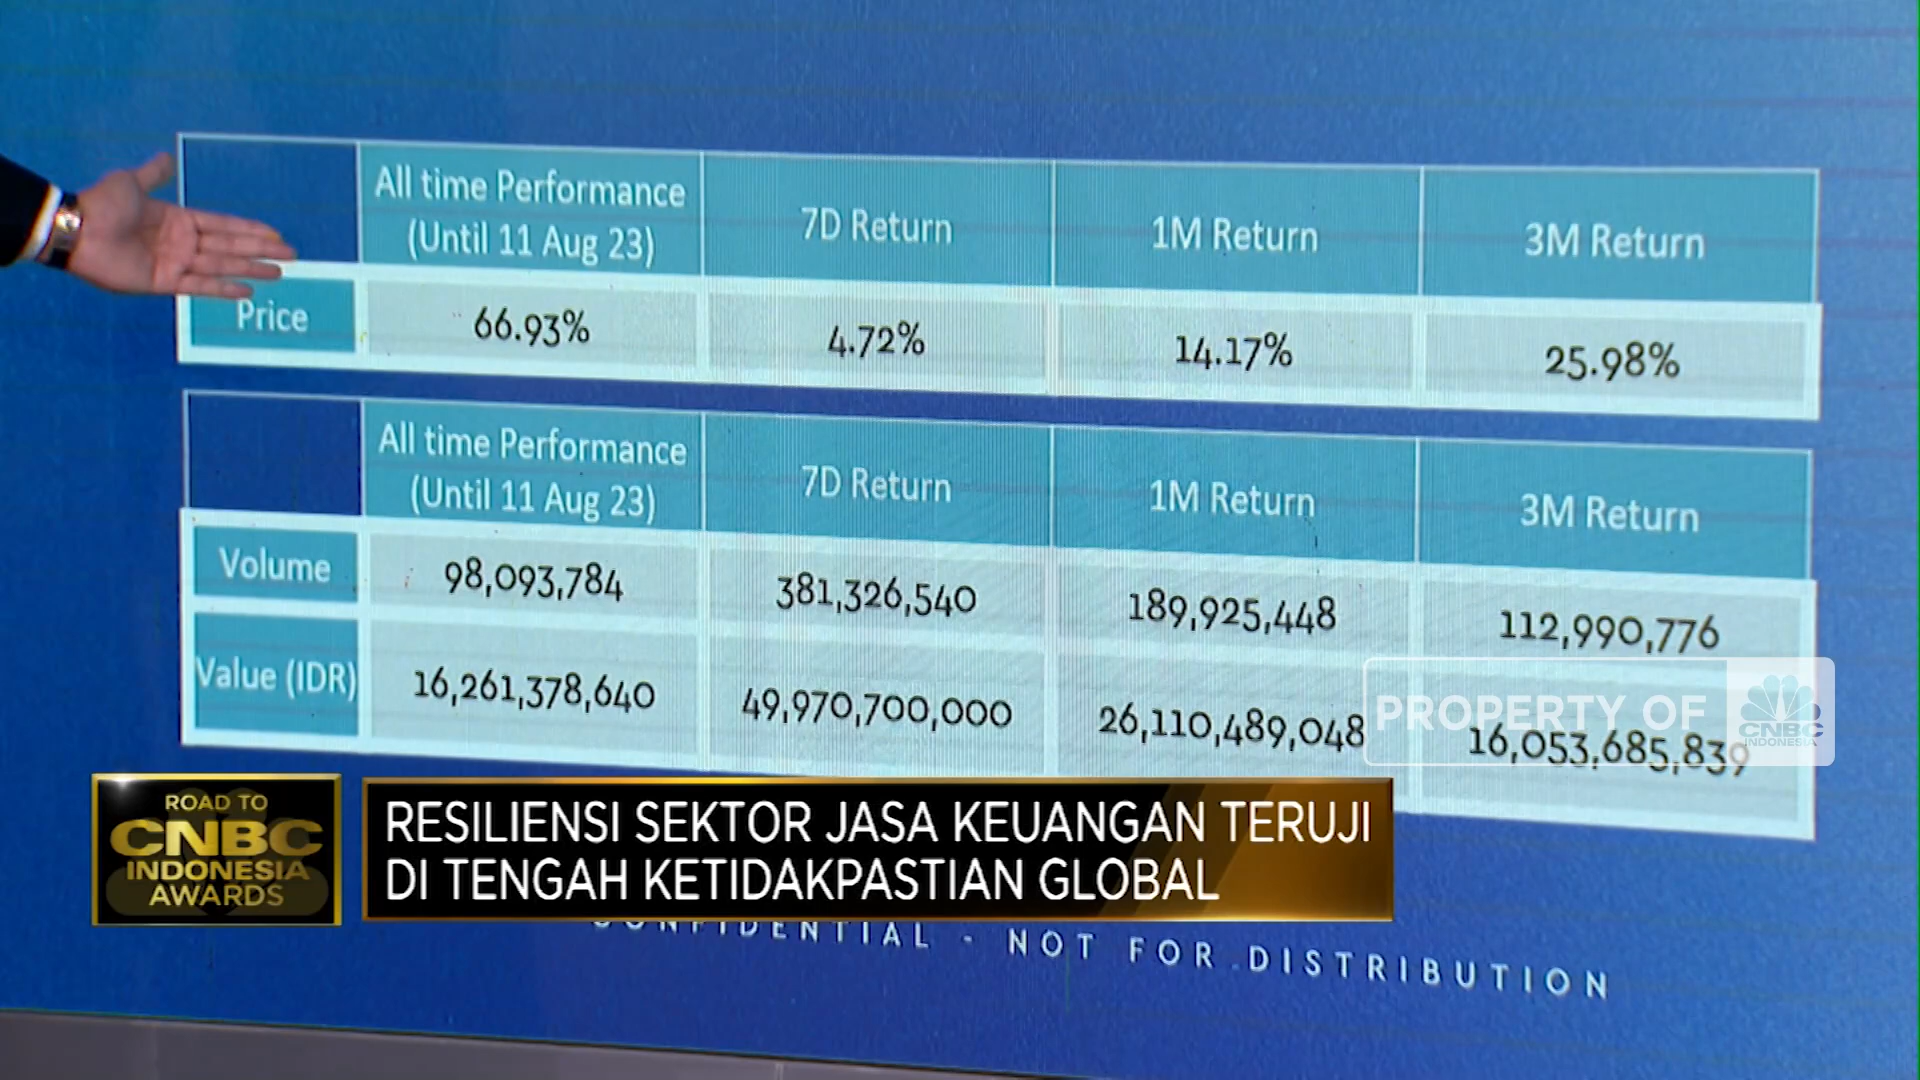 All time Performance
(Until 11 Aug 23)
7D Return
1M Return
3M Return
Price
66.93%
4.72%
14.17%
25.98%
All time Performance
(Until 11 Aug 23)
7D Return
1M Return
3M Return
Volume
98,093,784
381,326,540
189,925,448
112,990,776
Value (IDR)
16,261,378,640
49,970,700,000
26,110,489,048
16,053,685,839
PROPERTY OF
CNBC
INDONESIA
ROAD TO
CNBC
INDONESIA
AWARDS
RESILIENSI SEKTOR JASA KEUANGAN TERUJI
DI TENGAH KETIDAKPASTIAN GLOBAL
CONFIDENTIAL - NOT FOR DISTRIBUTION